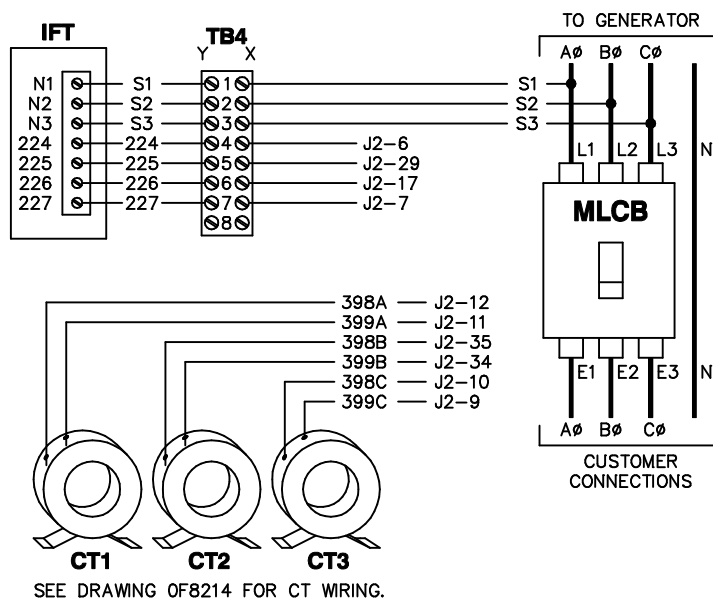 TO GENERATOR
IFT
TB4
Y X
AØ BØ CØ
N1 S1 1 S1
N2 S2 2 S2
N3 S3 3 S3
224 224 4 J2-6
225 225 5 J2-29
226 226 6 J2-17
227 227 7 J2-7
8
L1 L2 L3 N
MLCB
398A J2-12
399A J2-11
398B J2-35
399B J2-34
398C J2-10
399C J2-9
E1 E2 E3 N
AØ BØ CØ
CUSTOMER
CONNECTIONS
CT1 CT2 CT3
SEE DRAWING 0F8214 FOR CT WIRING.